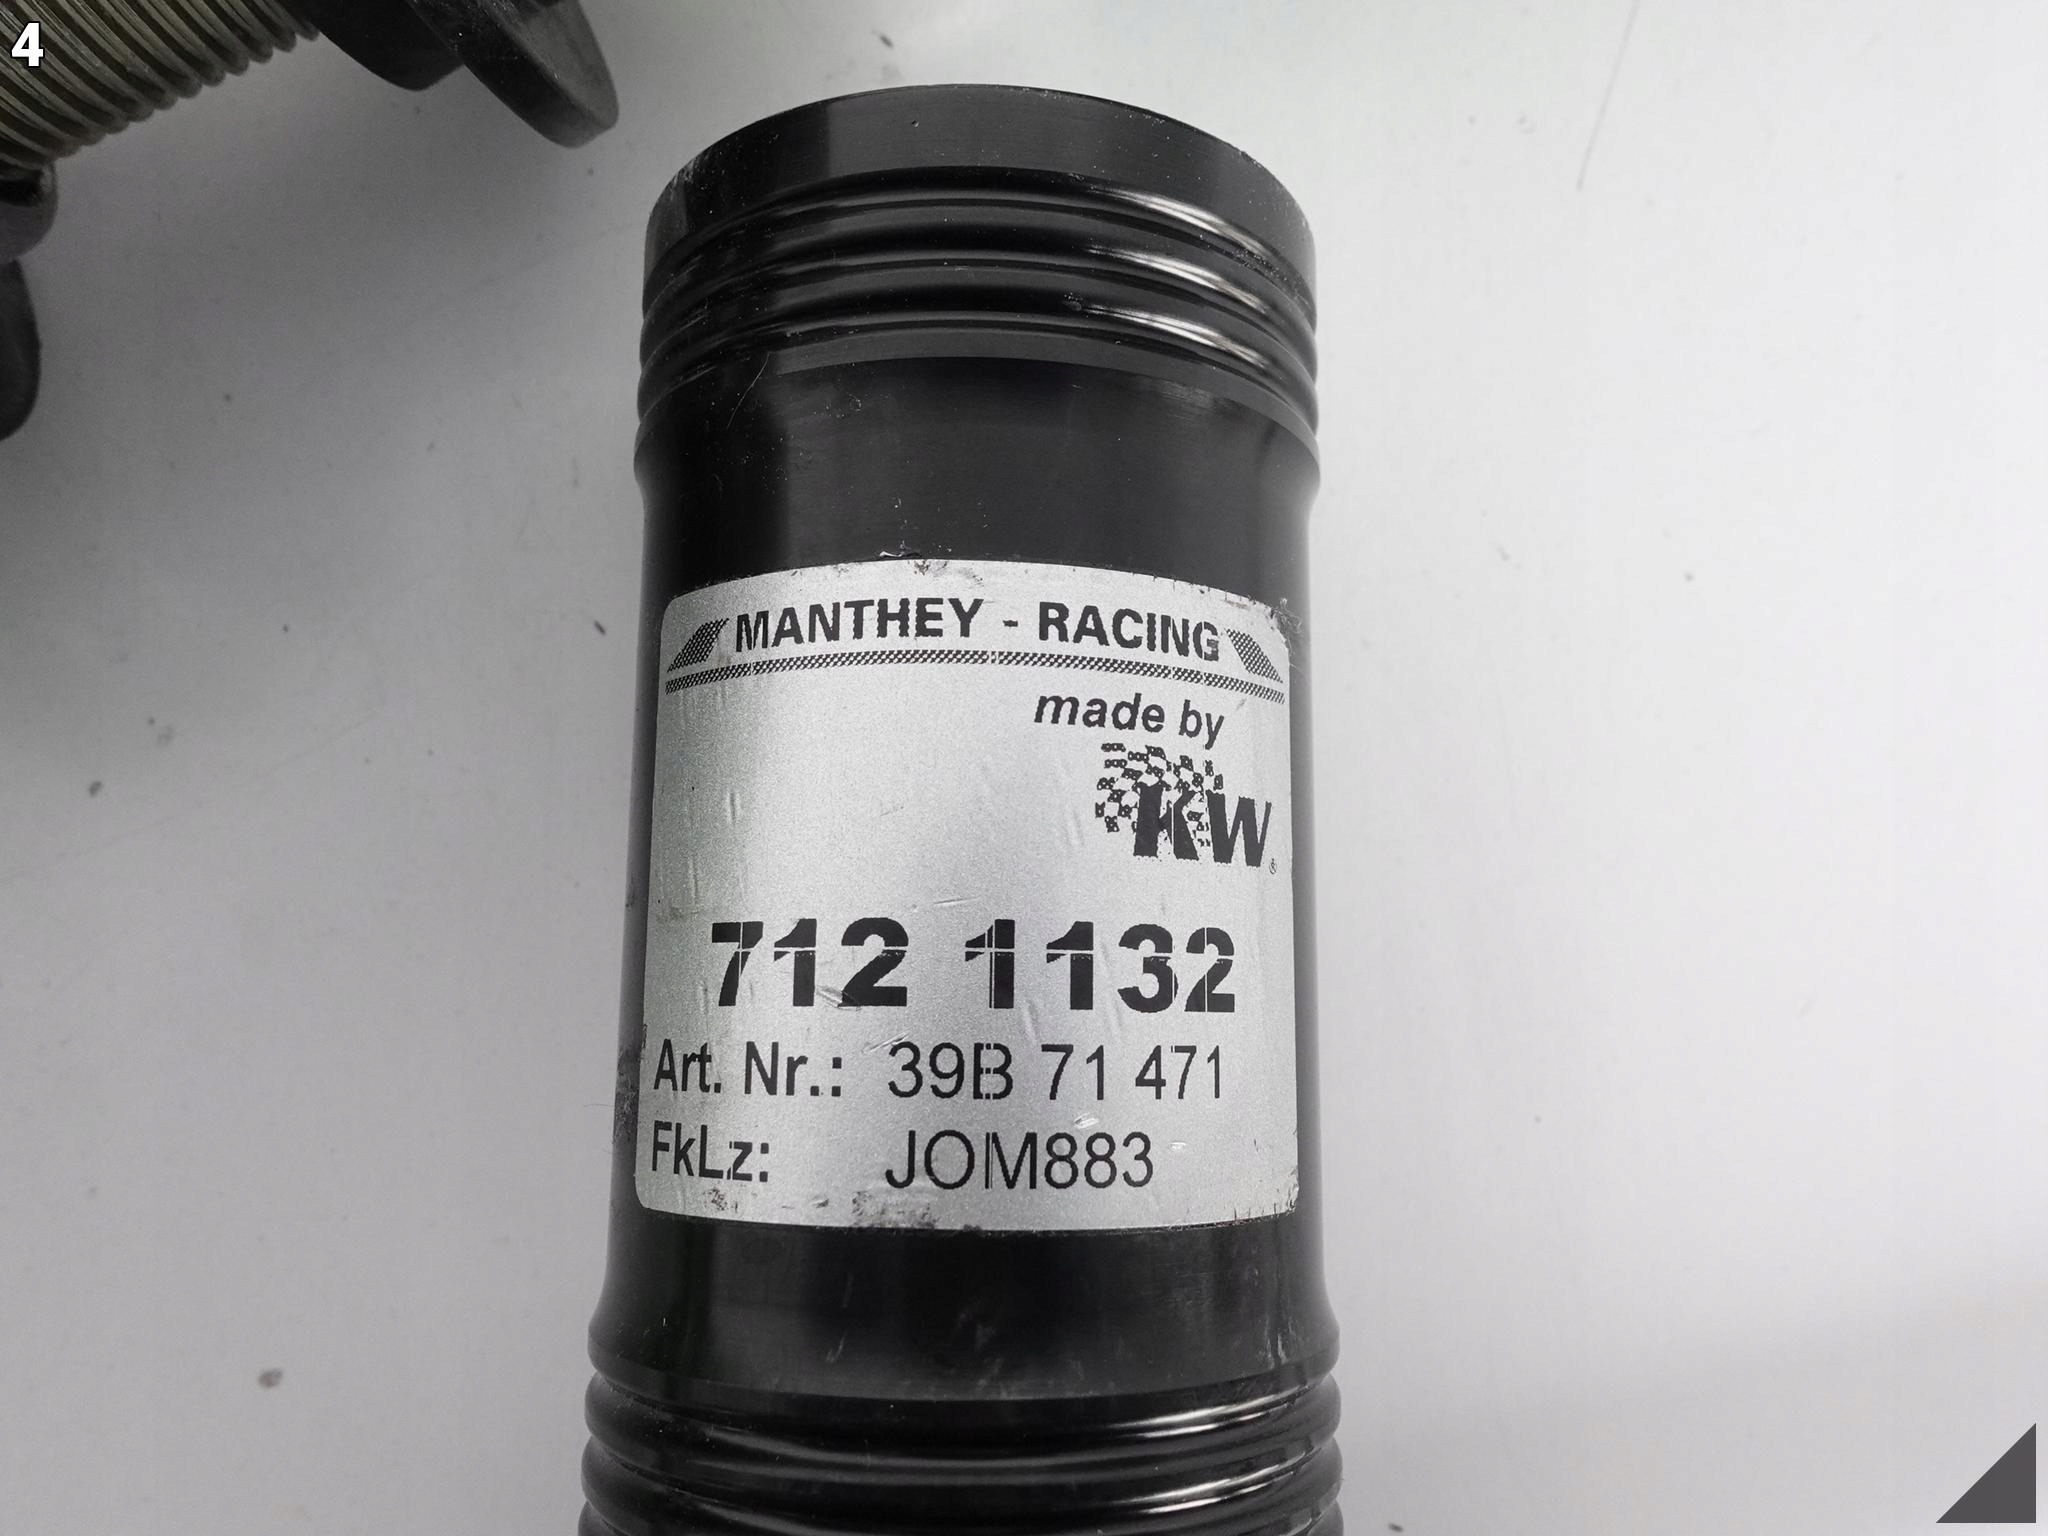 4
MANTHEY - RACING
made by
KW®
712 1132
Art. Nr.: 39B 71 471
FkLz: JOM883